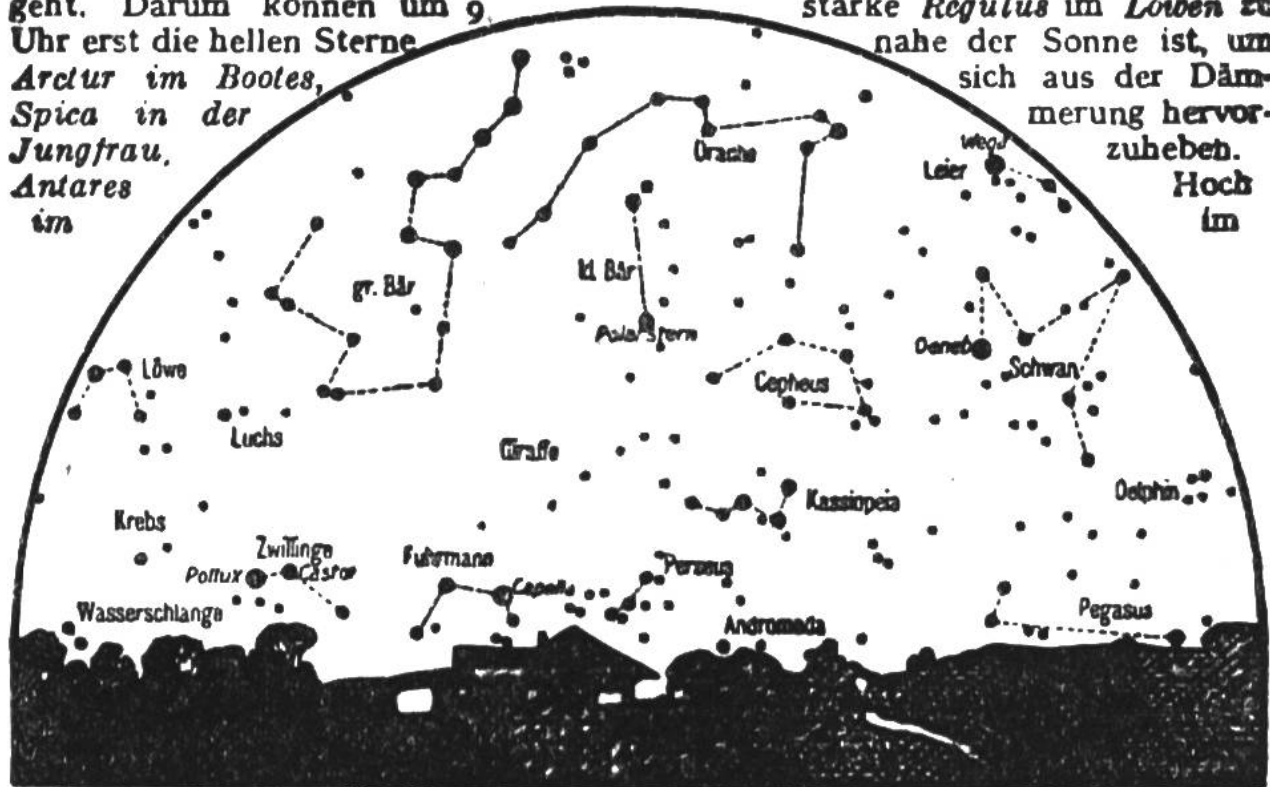 geht. Darum können um 9
Uhr erst die hellen Sterne
Arctur im Bootes,
Spica in der
Jungfrau,
Antares
im
starke Regulus im Löwen zu
nahe der Sonne ist, um
sich aus der Däm-
merung hervor-
zuheben.
Hoch
im
Drache
Wega
Leier
gr. Bär
kl. Bär
Polarstern
Deneb
Schwan
Löwe
Cepheus
Luchs
Giraffe
Delphin
Kassiopeia
Krebs
Zwillinge
Pollux
Castor
Fuhrmann
Capella
Perseus
Wasserschlange
Andromeda
Pegasus